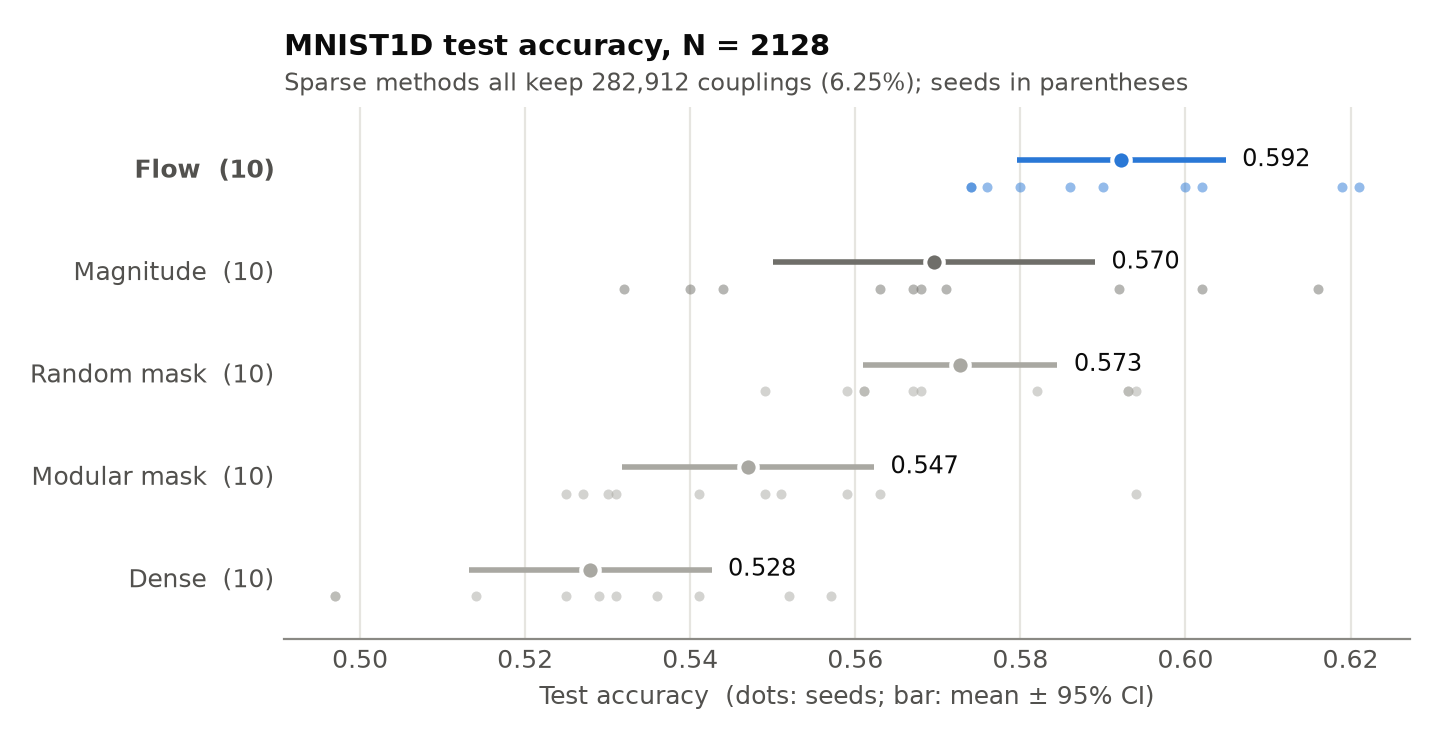 MNIST1D test accuracy, N = 2128
Sparse methods all keep 282,912 couplings (6.25%); seeds in parentheses
Flow (10)
0.592
Magnitude (10)
0.570
Random mask (10)
0.573
Modular mask (10)
0.547
Dense (10)
0.528
0.50 0.52 0.54 0.56 0.58 0.60 0.62
Test accuracy (dots: seeds; bar: mean ± 95% CI)